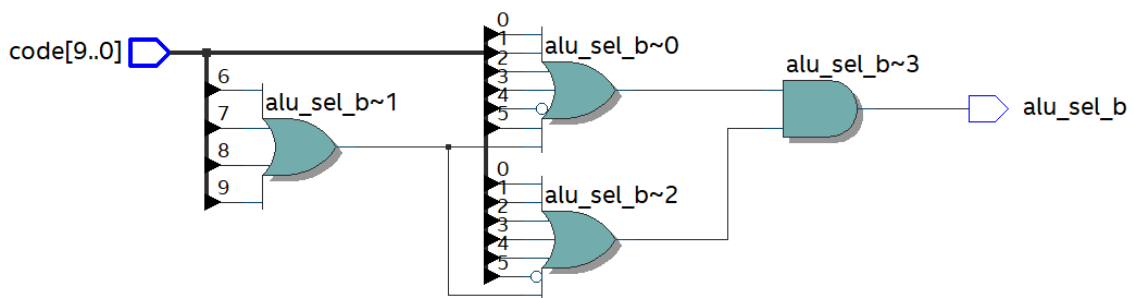 code[9..0]
6
alu_sel_b~1
7
8
9
0
1
alu_sel_b~0
2
3
4
5
0
1
alu_sel_b~2
2
3
4
5
alu_sel_b~3
alu_sel_b